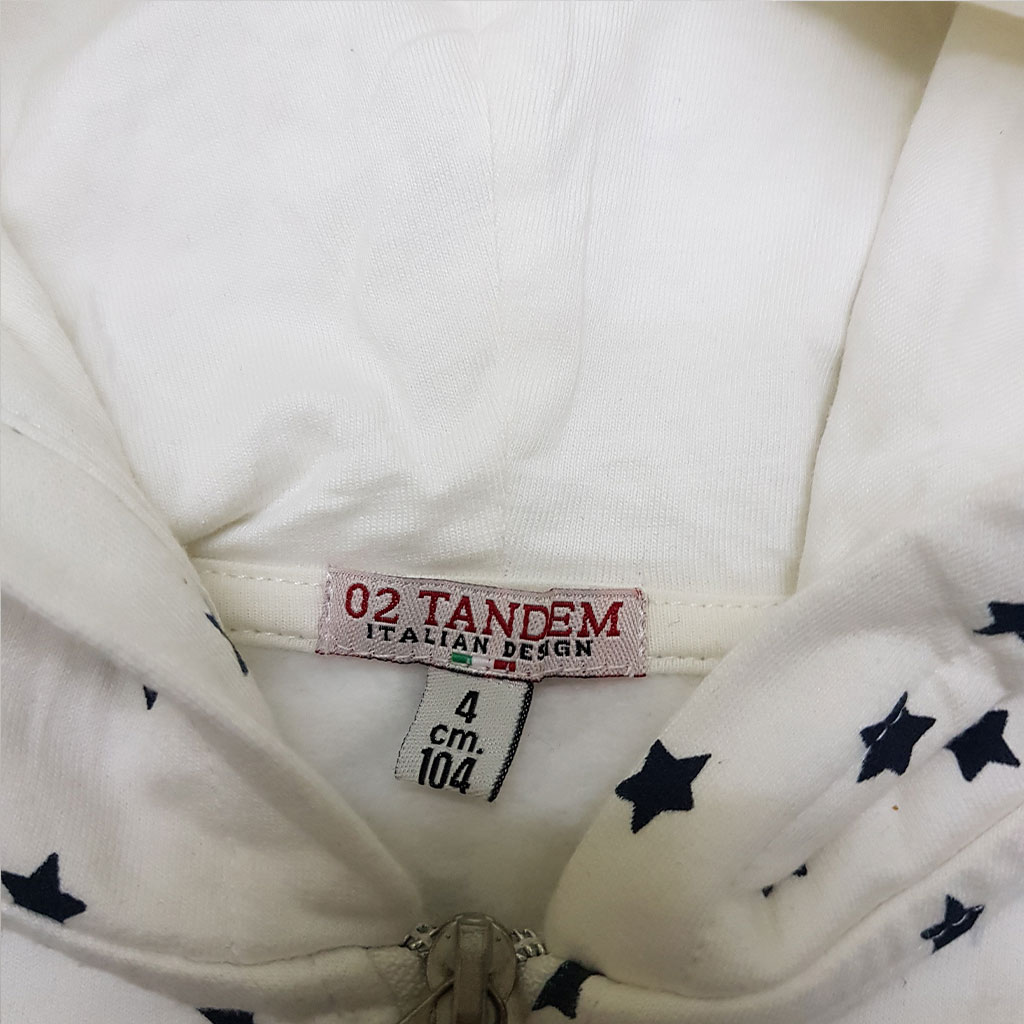 02 TANDEM
ITALIAN DESIGN
4
cm.
104